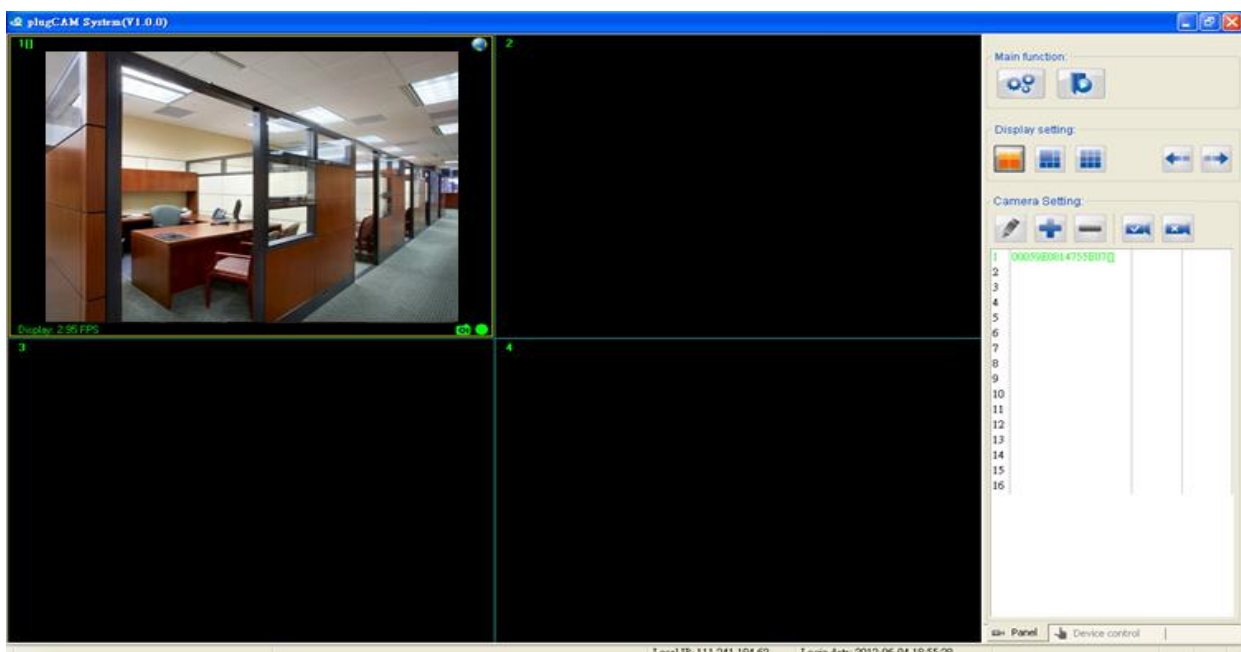 plugCAM System(V1.0.0)
1[]
2
Display: 2.95 FPS
3
4
Main function:
Display setting:
Camera Setting:
1
2
3
4
5
6
7
8
9
10
11
12
13
14
15
16
Panel
Device control